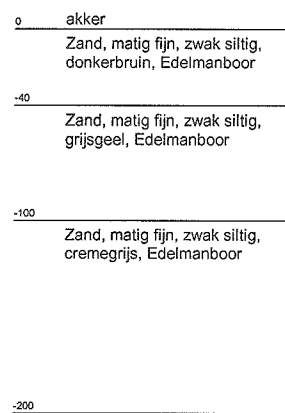 0 akker
Zand, matig fijn, zwak siltig,
donkerbruin, Edelmanboor
-40
Zand, matig fijn, zwak siltig,
grijsgeel, Edelmanboor
-100
Zand, matig fijn, zwak siltig,
cremegrijs, Edelmanboor
-200